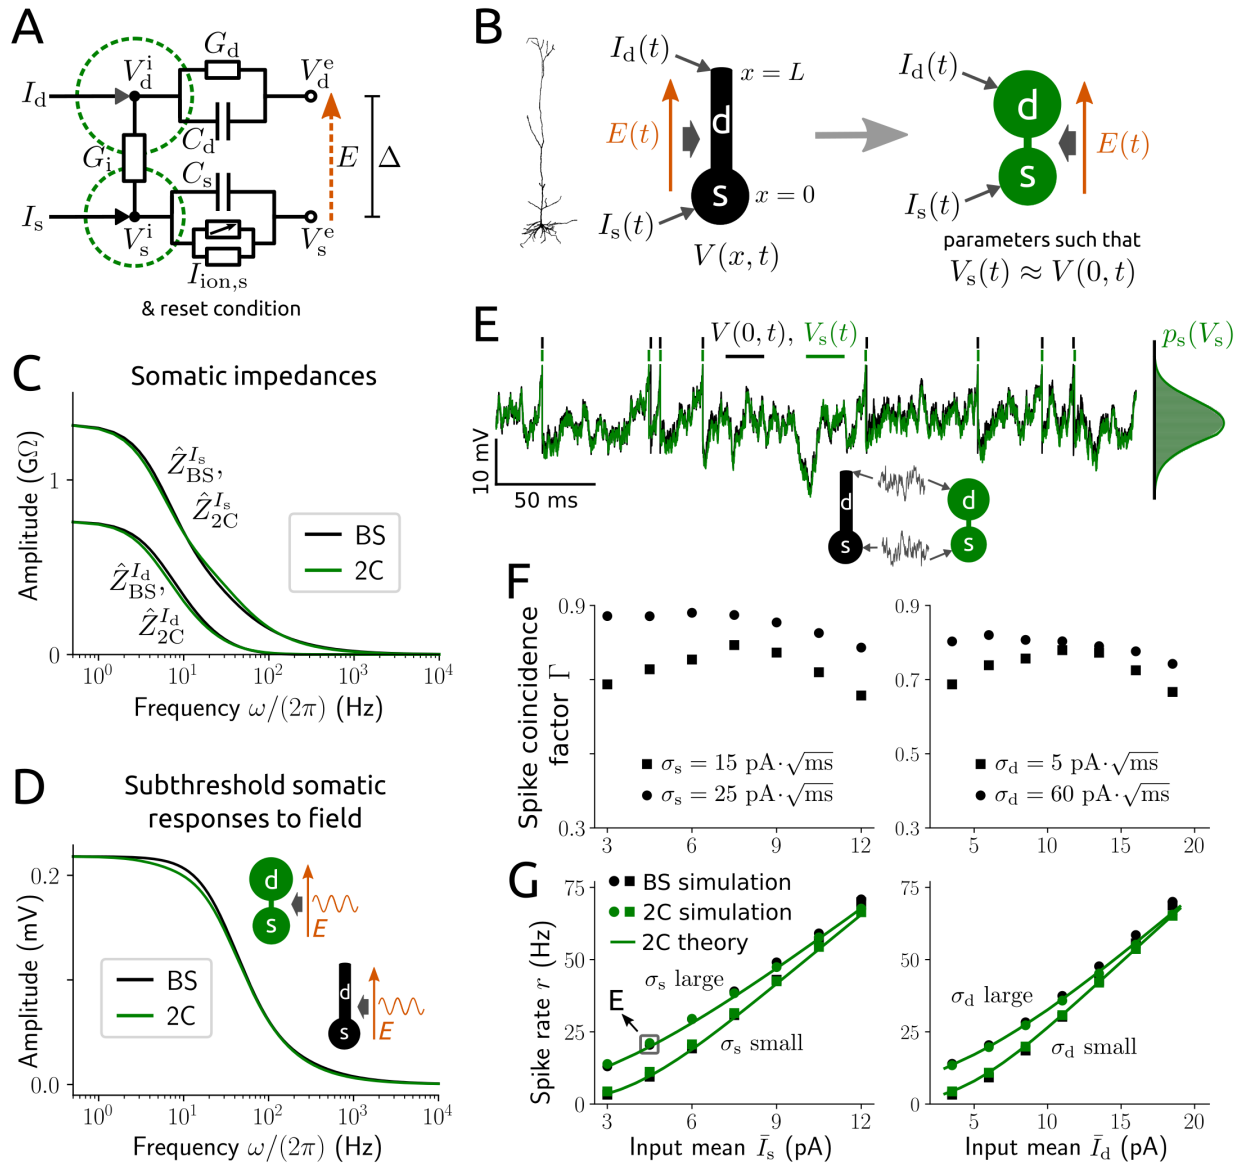 A
G_d
V_d^i
V_d^e
I_d
C_d
G_i
C_s
E
Δ
I_s
V_s^i
V_s^e
I_ion,s
& reset condition
B
I_d(t)
x = L
d
E(t)
s
x = 0
I_s(t)
V(x, t)
I_d(t)
d
E(t)
s
I_s(t)
parameters such that
V_s(t) ≈ V(0, t)
C
Somatic impedances
Amplitude (GΩ)
1
0
Ẑ_BS^{I_s},
Ẑ_2C^{I_s}
Ẑ_BS^{I_d},
Ẑ_2C^{I_d}
BS
2C
10^0
10^1
10^2
10^3
10^4
Frequency ω/(2π) (Hz)
D
Subthreshold somatic
responses to field
Amplitude (mV)
0.2
0.0
d
s
E
BS
2C
d
s
E
10^0
10^1
10^2
10^3
10^4
Frequency ω/(2π) (Hz)
E
V(0, t), V_s(t)
p_s(V_s)
10 mV
50 ms
d
s
d
s
F
Spike coincidence
factor Γ
0.9
0.3
σ_s = 15 pA·√ms
σ_s = 25 pA·√ms
3
6
9
12
0.9
0.7
0.5
0.3
σ_d = 5 pA·√ms
σ_d = 60 pA·√ms
5
10
15
20
G
Spike rate r (Hz)
75
50
25
0
BS simulation
2C simulation
2C theory
σ_s large
E
σ_s small
3
6
9
12
Input mean Ī_s (pA)
75
50
25
0
σ_d large
σ_d small
5
10
15
20
Input mean Ī_d (pA)